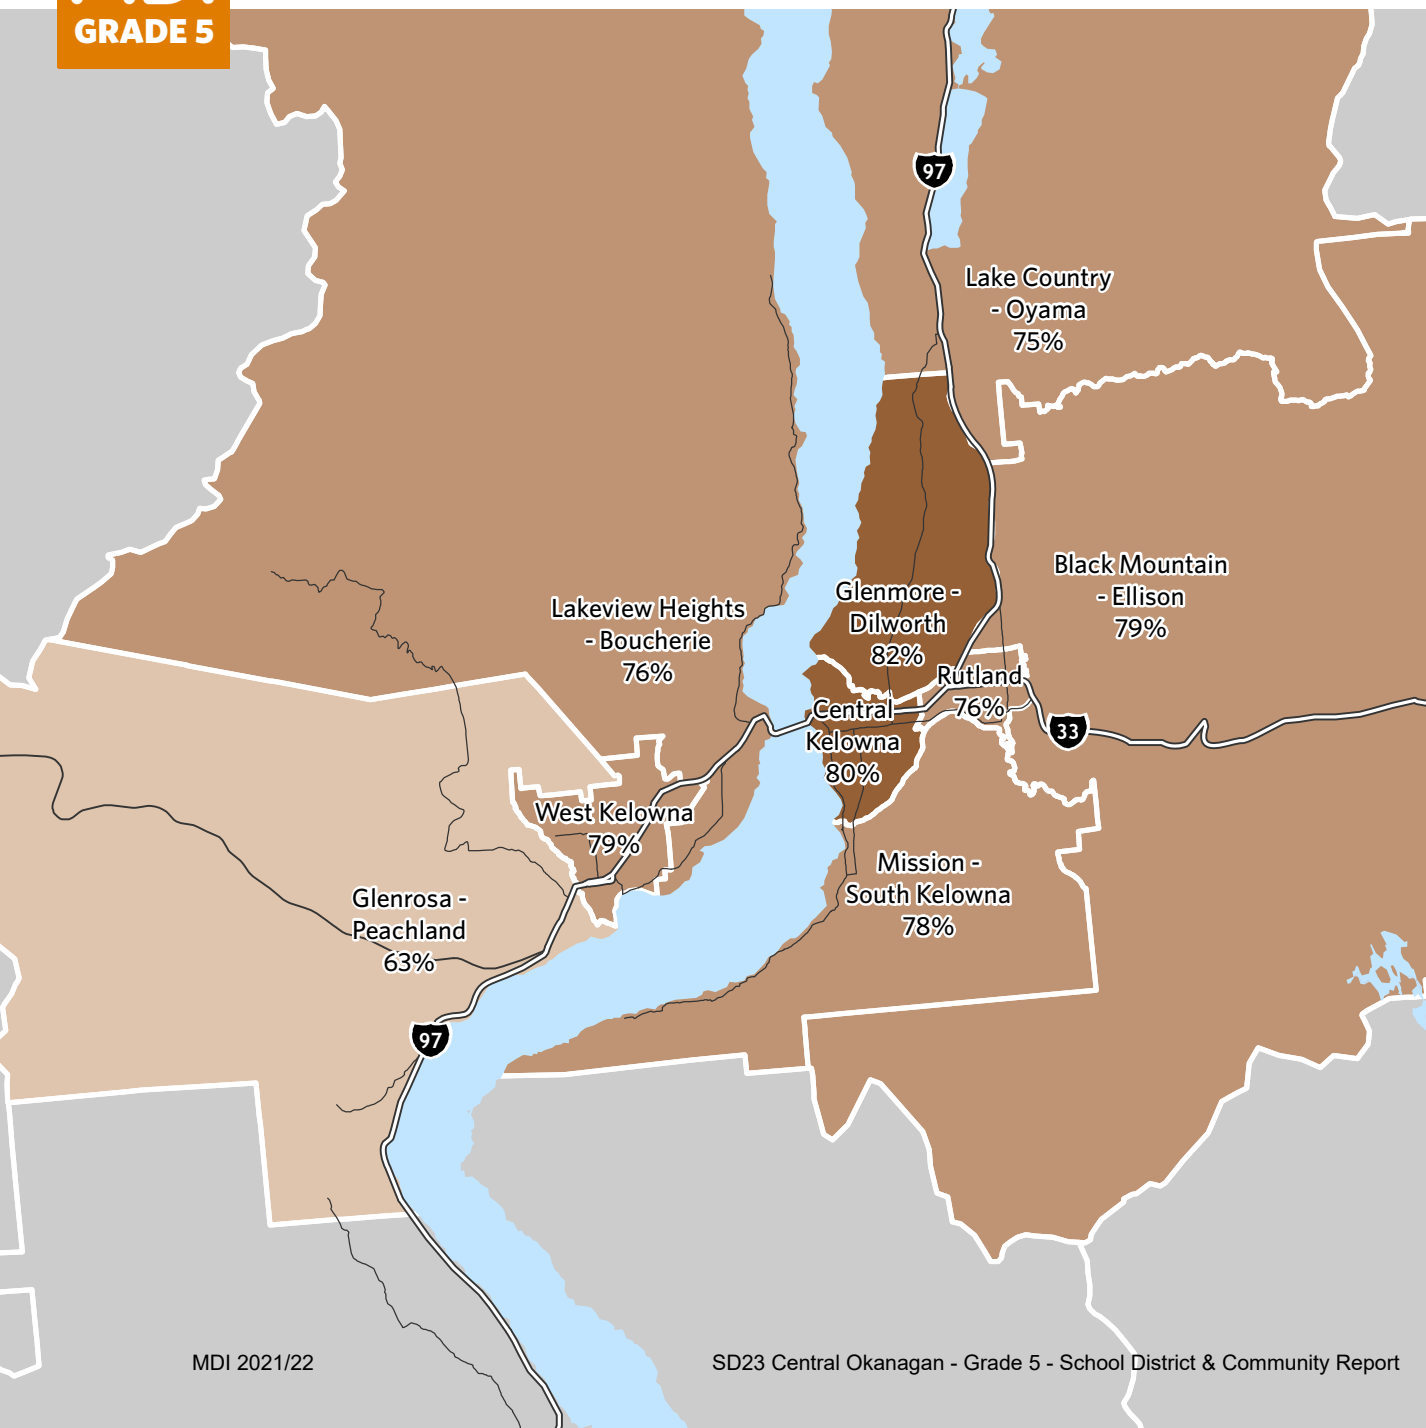 GRADE 5
97
Lake Country
- Oyama
75%
Black Mountain
- Ellison
79%
Glenmore -
Dilworth
82%
Lakeview Heights
- Boucherie
76%
Rutland
76%
Central
Kelowna
80%
33
West Kelowna
79%
Mission -
South Kelowna
78%
Glenrosa -
Peachland
63%
97
MDI 2021/22
SD23 Central Okanagan - Grade 5 - School District & Community Report